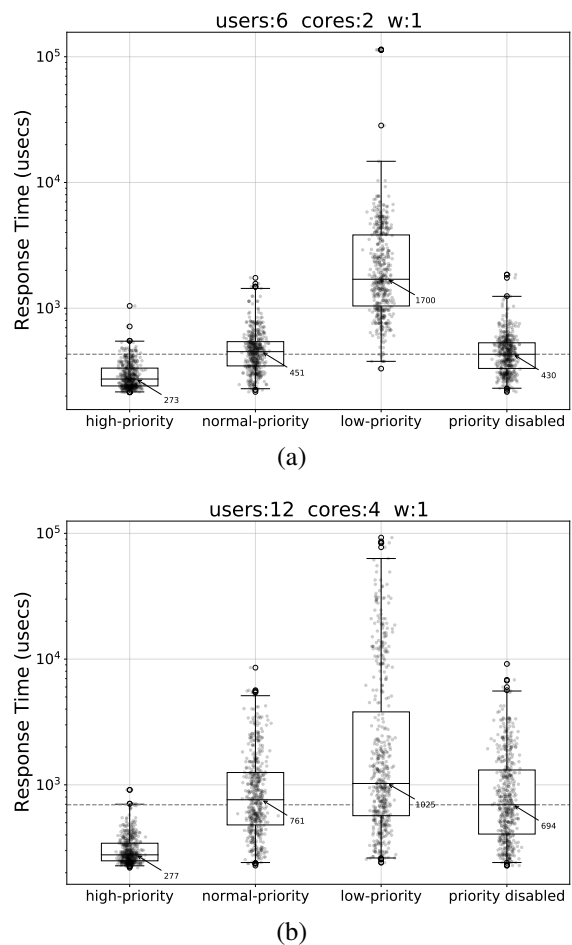 users:6 cores:2 w:1
Response Time (usecs)
10^5
10^4
10^3
273
451
1700
430
high-priority normal-priority low-priority priority disabled
(a)
users:12 cores:4 w:1
Response Time (usecs)
10^5
10^4
10^3
277
761
1025
694
high-priority normal-priority low-priority priority disabled
(b)